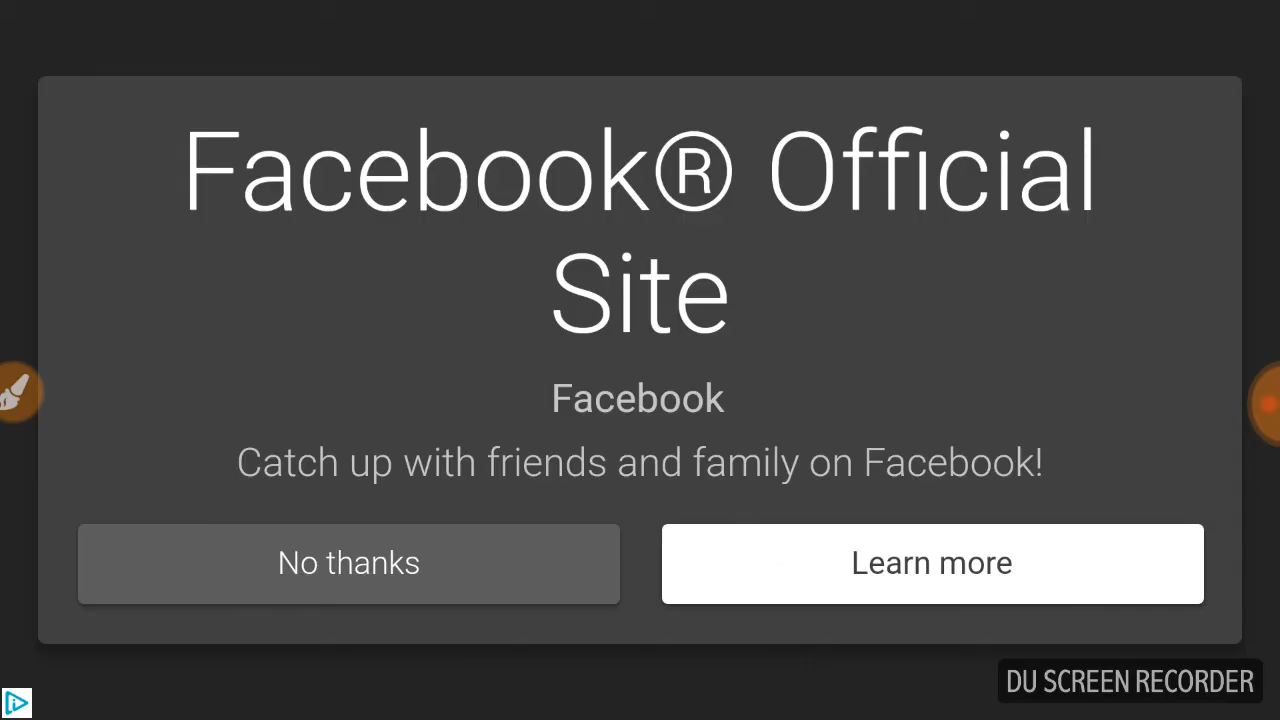 Facebook® Official
Site
Facebook
Catch up with friends and family on Facebook!
No thanks
Learn more
DU SCREEN RECORDER